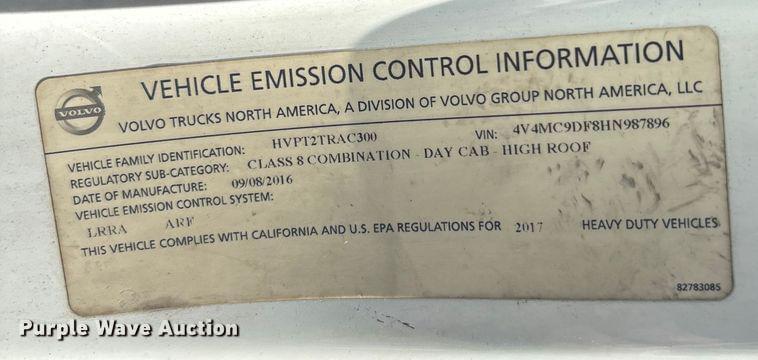 VEHICLE EMISSION CONTROL INFORMATION
VOLVO
VOLVO TRUCKS NORTH AMERICA, A DIVISION OF VOLVO GROUP NORTH AMERICA, LLC
VEHICLE FAMILY IDENTIFICATION: HVPT2TRAC300 VIN: 4V4MC9DF8HN987896
REGULATORY SUB-CATEGORY: CLASS 8 COMBINATION - DAY CAB - HIGH ROOF
DATE OF MANUFACTURE: 09/08/2016
VEHICLE EMISSION CONTROL SYSTEM:
LRRA ARF
THIS VEHICLE COMPLIES WITH CALIFORNIA AND U.S. EPA REGULATIONS FOR 2017 HEAVY DUTY VEHICLES
82783085
Purple Wave Auction